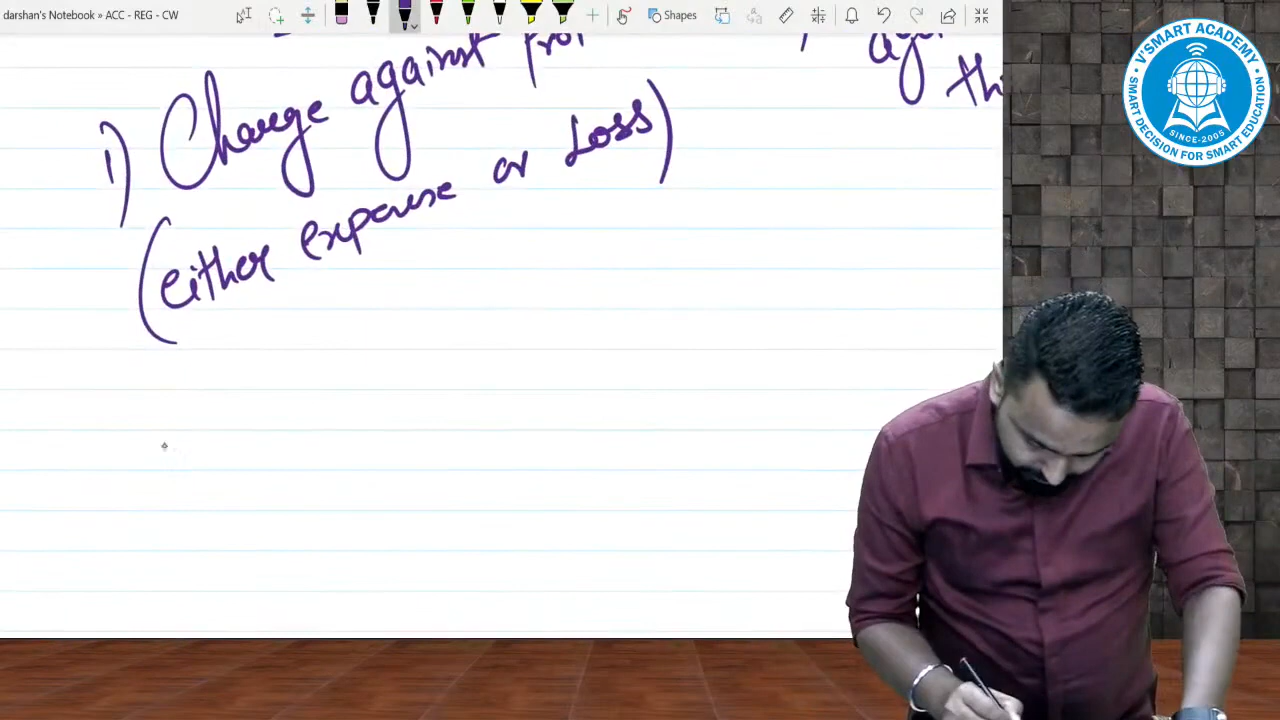 darshan's Notebook » ACC - REG - CW
Shapes
i) Charge against
(either expense or Loss)
V'SMART ACADEMY
SINCE-2005
SMART DECISION FOR SMART EDUCATION